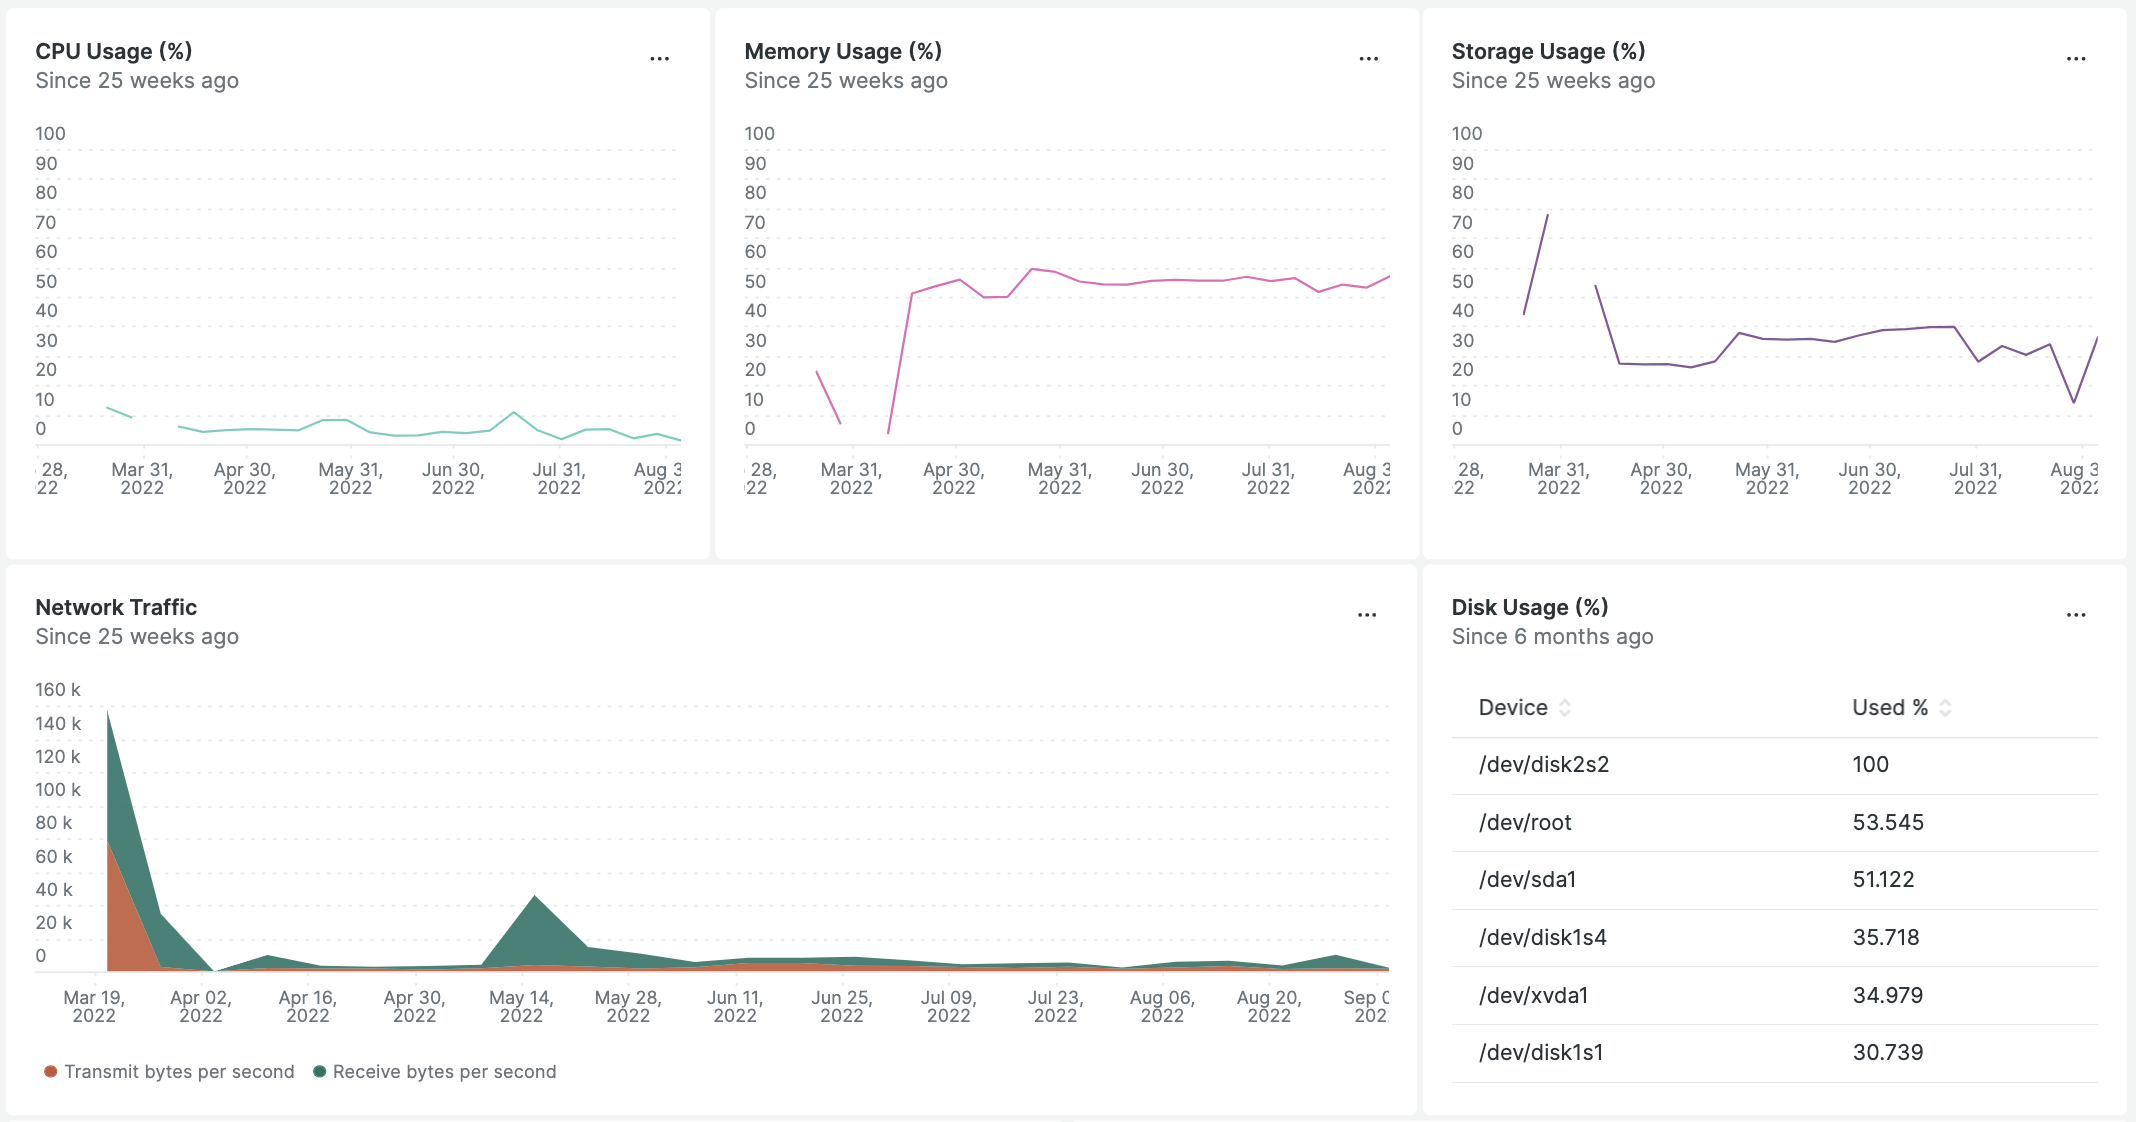 CPU Usage (%)
Since 25 weeks ago
100
90
80
70
60
50
40
30
20
10
0
28,
22
Mar 31,
2022
Apr 30,
2022
May 31,
2022
Jun 30,
2022
Jul 31,
2022
Aug 3
2022
Memory Usage (%)
Since 25 weeks ago
100
90
80
70
60
50
40
30
20
10
0
28,
22
Mar 31,
2022
Apr 30,
2022
May 31,
2022
Jun 30,
2022
Jul 31,
2022
Aug 3
2022
Storage Usage (%)
Since 25 weeks ago
100
90
80
70
60
50
40
30
20
10
0
28,
22
Mar 31,
2022
Apr 30,
2022
May 31,
2022
Jun 30,
2022
Jul 31,
2022
Aug 3
2022
Network Traffic
Since 25 weeks ago
160 k
140 k
120 k
100 k
80 k
60 k
40 k
20 k
0
Mar 19,
2022
Apr 02,
2022
Apr 16,
2022
Apr 30,
2022
May 14,
2022
May 28,
2022
Jun 11,
2022
Jun 25,
2022
Jul 09,
2022
Jul 23,
2022
Aug 06,
2022
Aug 20,
2022
Sep 0
202
Transmit bytes per second
Receive bytes per second
Disk Usage (%)
Since 6 months ago
Device Used %
/dev/disk2s2 100
/dev/root 53.545
/dev/sda1 51.122
/dev/disk1s4 35.718
/dev/xvda1 34.979
/dev/disk1s1 30.739